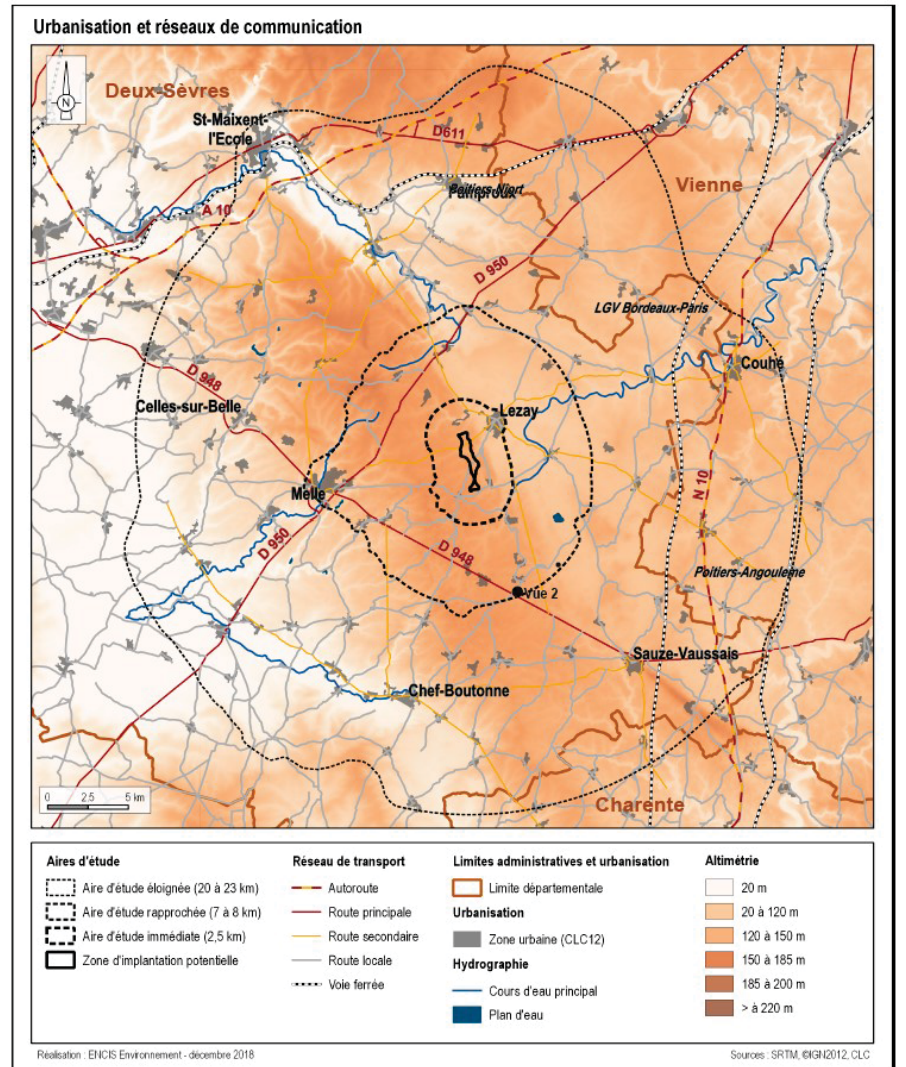 Urbanisation et réseaux de communication
N
Deux-Sèvres
St-Maixent-
l'Ecole
D611
Poitiers-Niort
Pamproux
Vienne
A 10
D 950
LGV Bordeaux-Paris
Couhé
D 948
Celles-sur-Belle
Lezay
Melle
N 10
D 950
D 948
Poitiers-Angouleme
Vue 2
Sauze-Vaussais
Chef-Boutonne
Charente
0 2.5 5 km
Aires d'étude
Aire d'étude éloignée (20 à 23 km)
Aire d'étude rapprochée (7 à 8 km)
Aire d'étude immédiate (2,5 km)
Zone d'implantation potentielle
Réseau de transport
Autoroute
Route principale
Route secondaire
Route locale
Voie ferrée
Limites administratives et urbanisation
Limite départementale
Urbanisation
Zone urbaine (CLC12)
Hydrographie
Cours d'eau principal
Plan d'eau
Altimétrie
20 m
20 à 120 m
120 à 150 m
150 à 185 m
185 à 200 m
> à 220 m
Réalisation : ENCIS Environnement - décembre 2018
Sources : SRTM, ©IGN2012, CLC